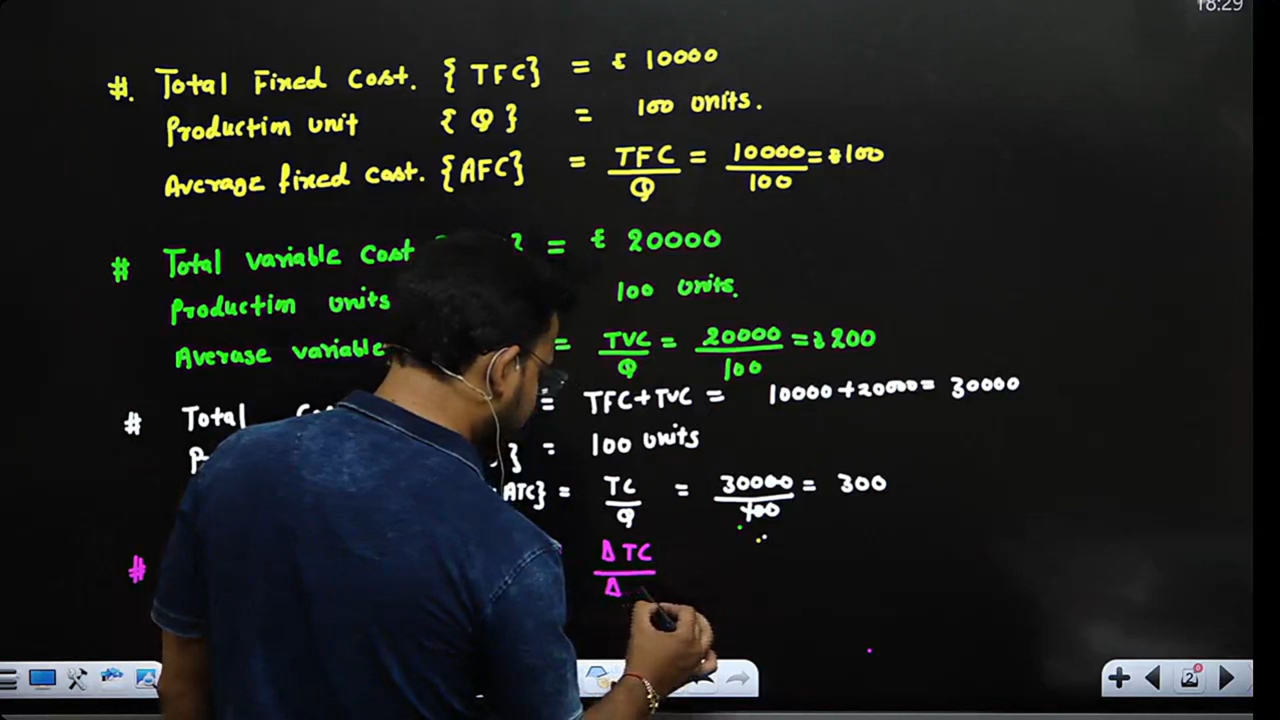 18:29
#. Total Fixed Cost. {TFC} = ₹ 10000
Production unit {Q} = 100 units.
Average fixed cost. {AFC} = TFC/Q = 10000/100 = ₹100
# Total variable Cost = ₹ 20000
Production units 100 units.
Average variable = TVC/Q = 20000/100 = ₹200
# Total = TFC+TVC = 10000+20000= 30000
} = 100 units
ATC} = TC/Q = 30000/100 = 300
# Δ TC/Δ
2